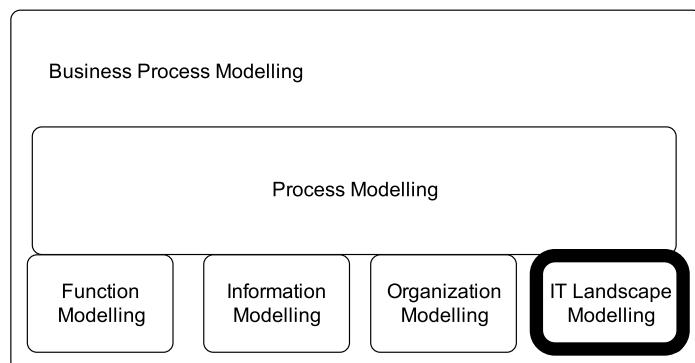 Business Process Modelling
Process Modelling
Function
Modelling
Information
Modelling
Organization
Modelling
IT Landscape
Modelling